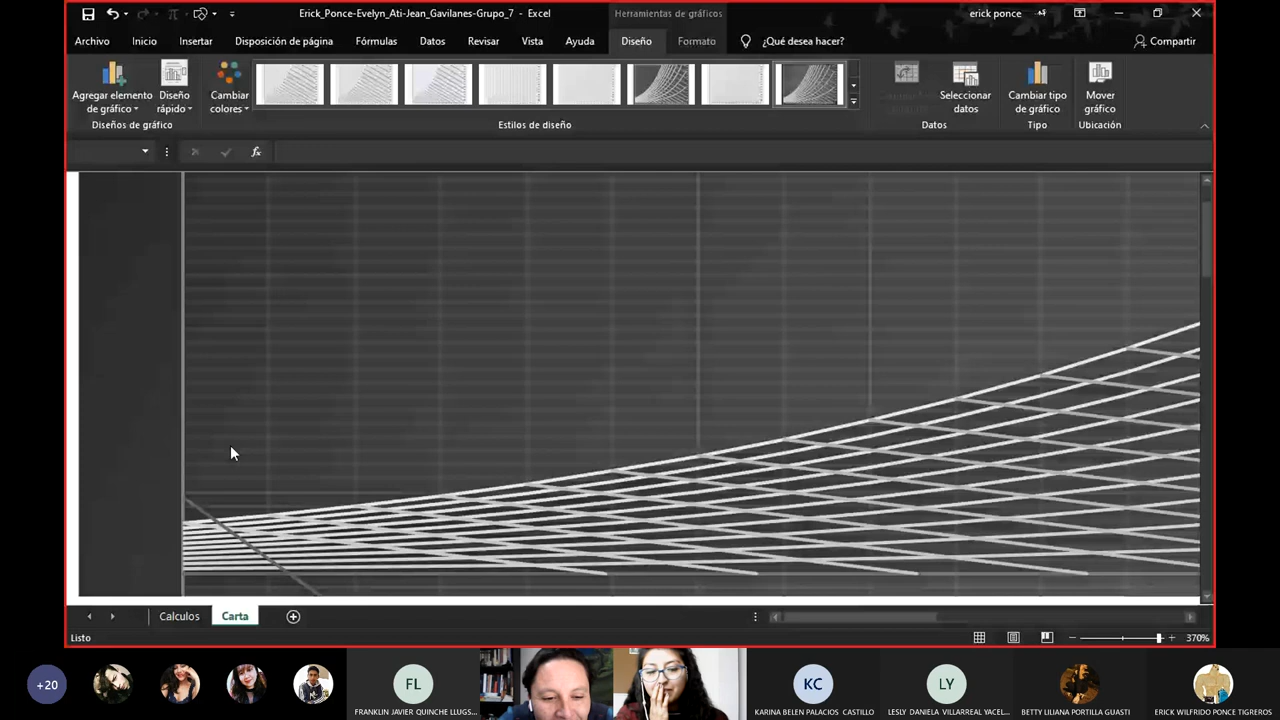 Erick_Ponce-Evelyn_Ati-Jean_Gavilanes-Grupo_7 - Excel
Herramientas de gráficos
erick ponce
Archivo
Inicio
Insertar
Disposición de página
Fórmulas
Datos
Revisar
Vista
Ayuda
Diseño
Formato
¿Qué desea hacer?
Compartir
Agregar elemento
de gráfico
Diseño
rápido
Cambiar
colores
Seleccionar
datos
Cambiar tipo
de gráfico
Mover
gráfico
Diseños de gráfico
Estilos de diseño
Datos
Tipo
Ubicación
fx
Calculos
Carta
Listo
370%
+20
FL
FRANKLIN JAVIER QUINCHE LLUGS...
KC
KARINA BELEN PALACIOS CASTILLO
LY
LESLY DANIELA VILLARREAL YACEL...
BETTY LILIANA PORTILLA GUASTI
ERICK WILFRIDO PONCE TIGREROS